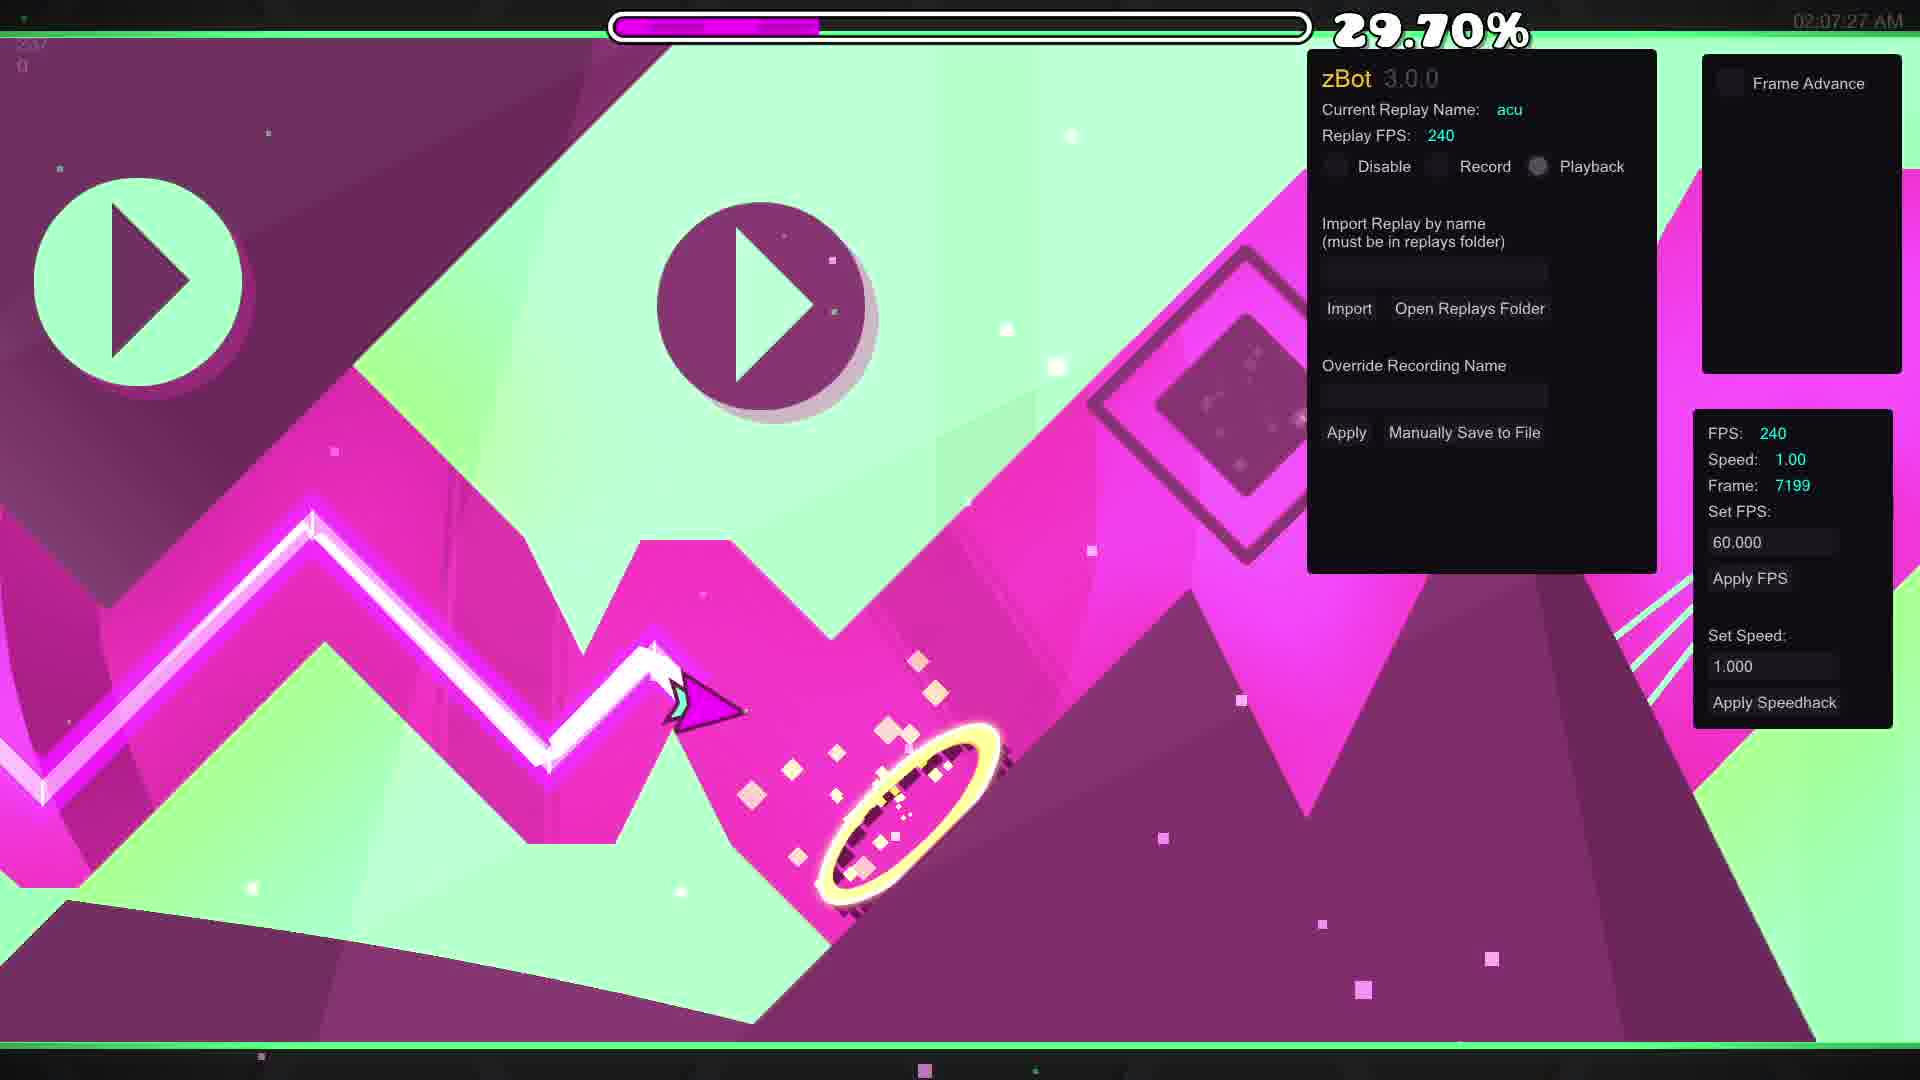 29.70%
02:07:27 AM
237
0
zBot 3.0.0
Current Replay Name: acu
Replay FPS: 240
Disable Record Playback
Import Replay by name
(must be in replays folder)
Import Open Replays Folder
Override Recording Name
Apply Manually Save to File
Frame Advance
FPS: 240
Speed: 1.00
Frame: 7199
Set FPS:
60.000
Apply FPS
Set Speed:
1.000
Apply Speedhack